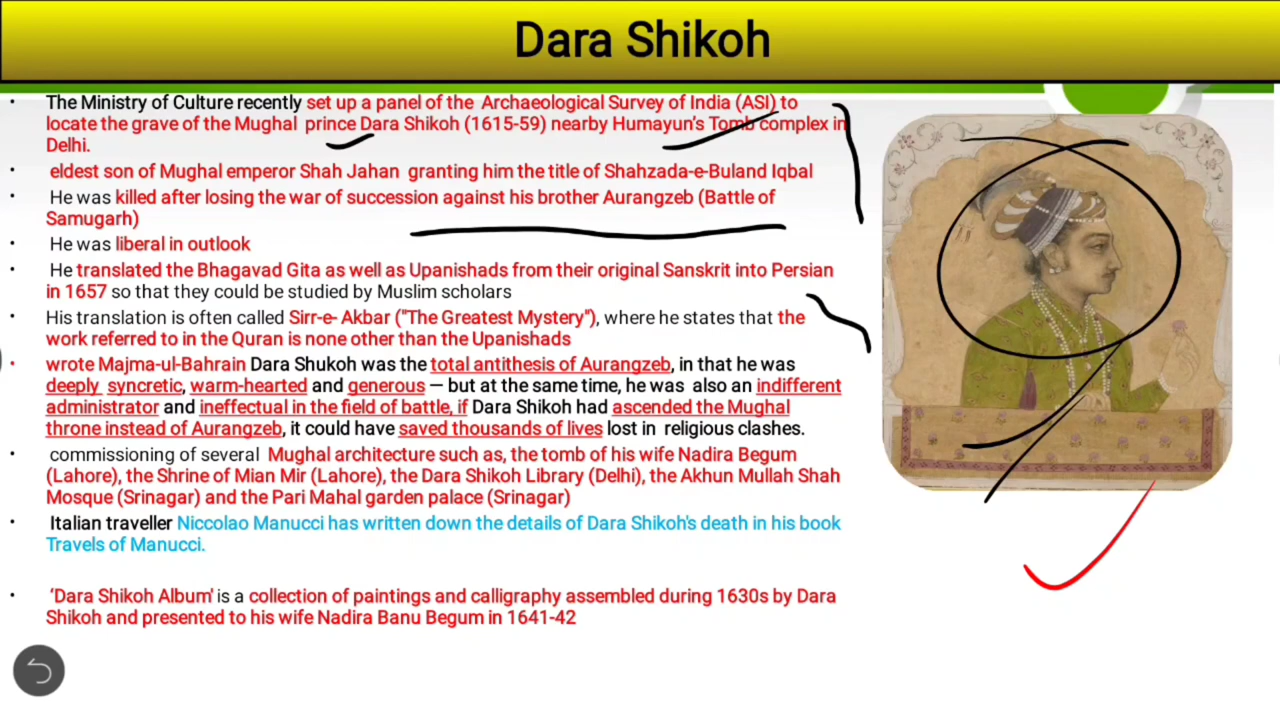 Dara Shikoh
• The Ministry of Culture recently set up a panel of the Archaeological Survey of India (ASI) to
locate the grave of the Mughal prince Dara Shikoh (1615-59) nearby Humayun's Tomb complex in
Delhi.
• eldest son of Mughal emperor Shah Jahan granting him the title of Shahzada-e-Buland Iqbal
• He was killed after losing the war of succession against his brother Aurangzeb (Battle of
Samugarh)
• He was liberal in outlook
• He translated the Bhagavad Gita as well as Upanishads from their original Sanskrit into Persian
in 1657 so that they could be studied by Muslim scholars
• His translation is often called Sirr-e- Akbar ("The Greatest Mystery"), where he states that the
work referred to in the Quran is none other than the Upanishads
• wrote Majma-ul-Bahrain Dara Shukoh was the total antithesis of Aurangzeb, in that he was
deeply syncretic, warm-hearted and generous — but at the same time, he was also an indifferent
administrator and ineffectual in the field of battle, if Dara Shikoh had ascended the Mughal
throne instead of Aurangzeb, it could have saved thousands of lives lost in religious clashes.
• commissioning of several Mughal architecture such as, the tomb of his wife Nadira Begum
(Lahore), the Shrine of Mian Mir (Lahore), the Dara Shikoh Library (Delhi), the Akhun Mullah Shah
Mosque (Srinagar) and the Pari Mahal garden palace (Srinagar)
• Italian traveller Niccolao Manucci has written down the details of Dara Shikoh's death in his book
Travels of Manucci.
• 'Dara Shikoh Album' is a collection of paintings and calligraphy assembled during 1630s by Dara
Shikoh and presented to his wife Nadira Banu Begum in 1641-42